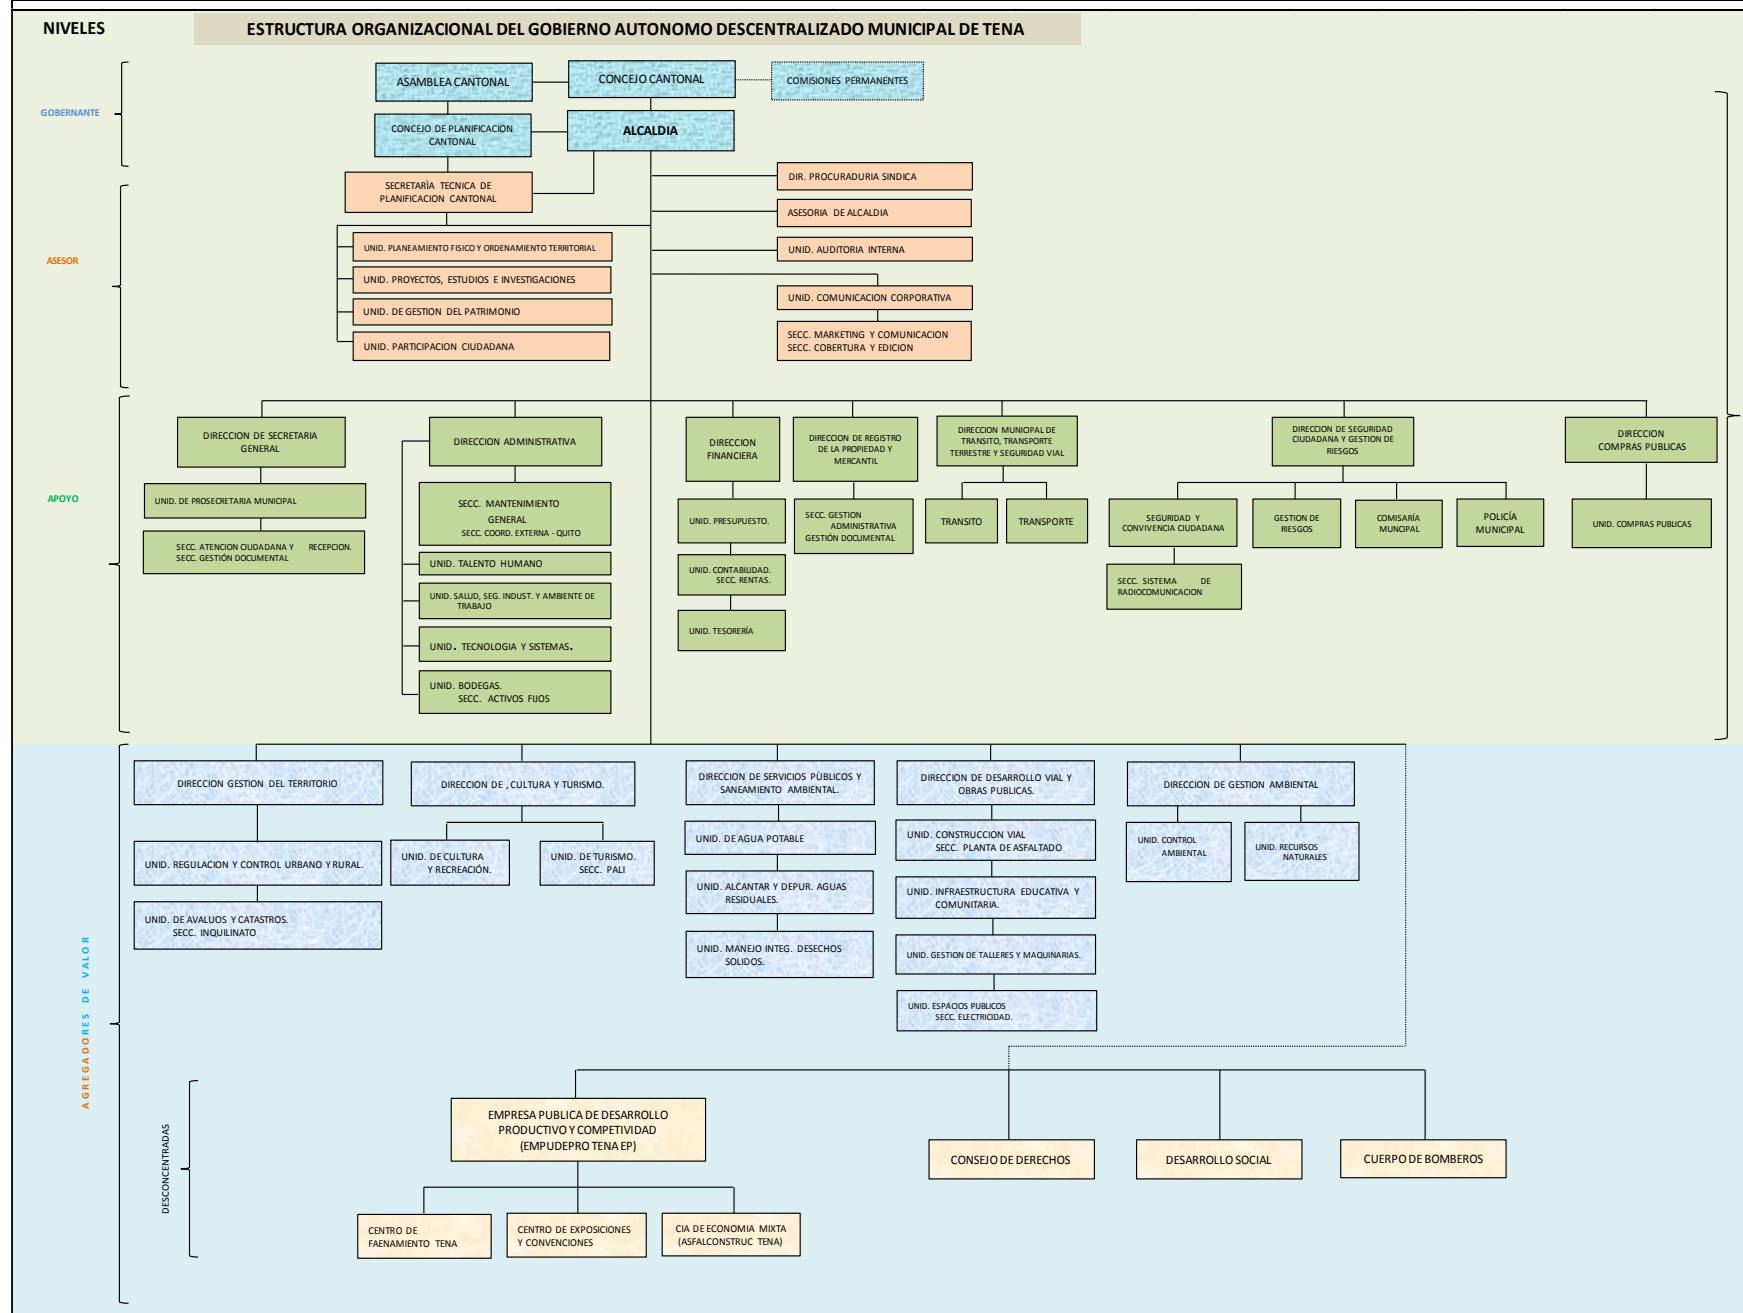 NIVELES
ESTRUCTURA ORGANIZACIONAL DEL GOBIERNO AUTONOMO DESCENTRALIZADO MUNICIPAL DE TENA
GOBERNANTE
ASAMBLEA CANTONAL
CONCEJO CANTONAL
COMISIONES PERMANENTES
CONCEJO DE PLANIFICACION
CANTONAL
ALCALDIA
ASESOR
SECRETARÌA TECNICA DE
PLANIFICACION CANTONAL
DIR. PROCURADURIA SINDICA
ASESORIA DE ALCALDIA
UNID. PLANEAMIENTO FISICO Y ORDENAMIENTO TERRITORIAL
UNID. AUDITORIA INTERNA
UNID. PROYECTOS, ESTUDIOS E INVESTIGACIONES
UNID. COMUNICACION CORPORATIVA
UNID. DE GESTION DEL PATRIMONIO
UNID. PARTICIPACION CIUDADANA
SECC. MARKETING Y COMUNICACION
SECC. COBERTURA Y EDICION
APOYO
DIRECCION DE SECRETARIA
GENERAL
UNID. DE PROSECRETARIA MUNICIPAL
SECC. ATENCION CIUDADANA Y RECEPCION.
SECC. GESTIÓN DOCUMENTAL
DIRECCION ADMINISTRATIVA
SECC. MANTENIMIENTO
GENERAL
SECC. COORD. EXTERNA - QUITO
UNID. TALENTO HUMANO
UNID. SALUD, SEG. INDUST. Y AMBIENTE DE
TRABAJO
UNID. TECNOLOGIA Y SISTEMAS.
UNID. BODEGAS.
SECC. ACTIVOS FIJOS
DIRECCION
FINANCIERA
UNID. PRESUPUESTO.
UNID. CONTABILIDAD.
SECC. RENTAS.
UNID. TESORERÍA
DIRECCION DE REGISTRO
DE LA PROPIEDAD Y
MERCANTIL
SECC. GESTION
ADMINISTRATIVA
GESTIÓN DOCUMENTAL
DIRECCION MUNICIPAL DE
TRANSITO, TRANSPORTE
TERRESTRE Y SEGURIDAD VIAL
TRANSITO
TRANSPORTE
DIRECCION DE SEGURIDAD
CIUDADANA Y GESTION DE
RIESGOS
SEGURIDAD Y
CONVIVENCIA CIUDADANA
GESTION DE
RIESGOS
COMISARÍA
MUNCIPAL
POLICÍA
MUNICIPAL
SECC. SISTEMA DE
RADIOCOMUNICACION
DIRECCION
COMPRAS PUBLICAS
UNID. COMPRAS PUBLICAS
AGREGADORES DE VALOR
DIRECCION GESTION DEL TERRITORIO
UNID. REGULACION Y CONTROL URBANO Y RURAL.
UNID. DE AVALUOS Y CATASTROS.
SECC. INQUILINATO
DIRECCION DE , CULTURA Y TURISMO.
UNID. DE CULTURA
Y RECREACIÓN.
UNID. DE TURISMO.
SECC. PALI
DIRECCION DE SERVICIOS PÙBLICOS Y
SANEAMIENTO AMBIENTAL.
UNID. DE AGUA POTABLE
UNID. ALCANTAR Y DEPUR. AGUAS
RESIDUALES.
UNID. MANEJO INTEG. DESECHOS
SOLIDOS.
DIRECCION DE DESARROLLO VIAL Y
OBRAS PUBLICAS.
UNID. CONSTRUCCION VIAL
SECC. PLANTA DE ASFALTADO
UNID. INFRAESTRUCTURA EDUCATIVA Y
COMUNITARIA.
UNID. GESTION DE TALLERES Y MAQUINARIAS.
UNID. ESPACIOS PUBLICOS
SECC. ELECTRICIDAD.
DIRECCION DE GESTION AMBIENTAL
UNID. CONTROL
AMBIENTAL
UNID. RECURSOS
NATURALES
DESCONCENTRADAS
EMPRESA PUBLICA DE DESARROLLO
PRODUCTIVO Y COMPETIVIDAD
(EMPUDEPRO TENA EP)
CONSEJO DE DERECHOS
DESARROLLO SOCIAL
CUERPO DE BOMBEROS
CENTRO DE
FAENAMIENTO TENA
CENTRO DE EXPOSICIONES
Y CONVENCIONES
CIA DE ECONOMIA MIXTA
(ASFALCONSTRUC TENA)